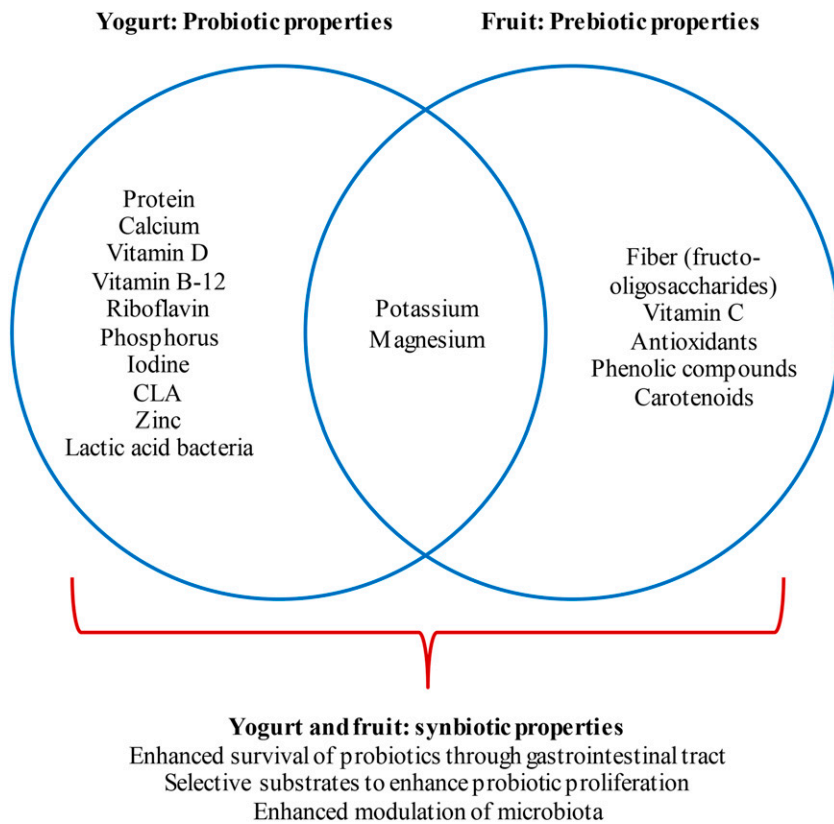 Yogurt: Probiotic properties
Fruit: Prebiotic properties
Protein
Calcium
Vitamin D
Vitamin B-12
Riboflavin
Phosphorus
Iodine
CLA
Zinc
Lactic acid bacteria
Potassium
Magnesium
Fiber (fructo-
oligosaccharides)
Vitamin C
Antioxidants
Phenolic compounds
Carotenoids
Yogurt and fruit: synbiotic properties
Enhanced survival of probiotics through gastrointestinal tract
Selective substrates to enhance probiotic proliferation
Enhanced modulation of microbiota